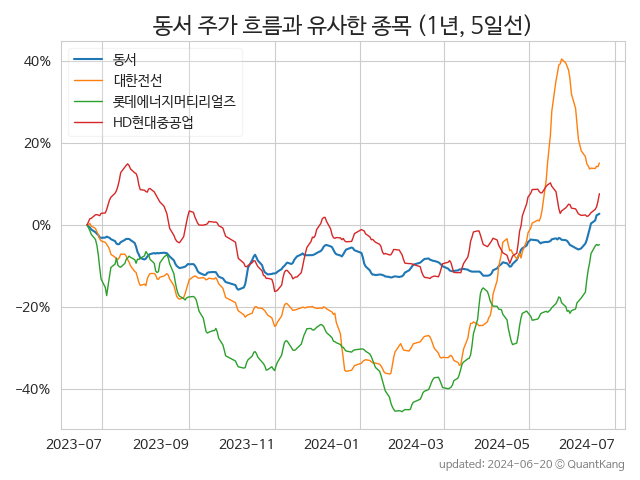 동서 주가 흐름과 유사한 종목 (1년, 5일선)
동서
대한전선
롯데에너지머티리얼즈
HD현대중공업
40%
20%
0%
−20%
−40%
2023-07 2023-09 2023-11 2024-01 2024-03 2024-05 2024-07
updated: 2024-06-20 © QuantKang